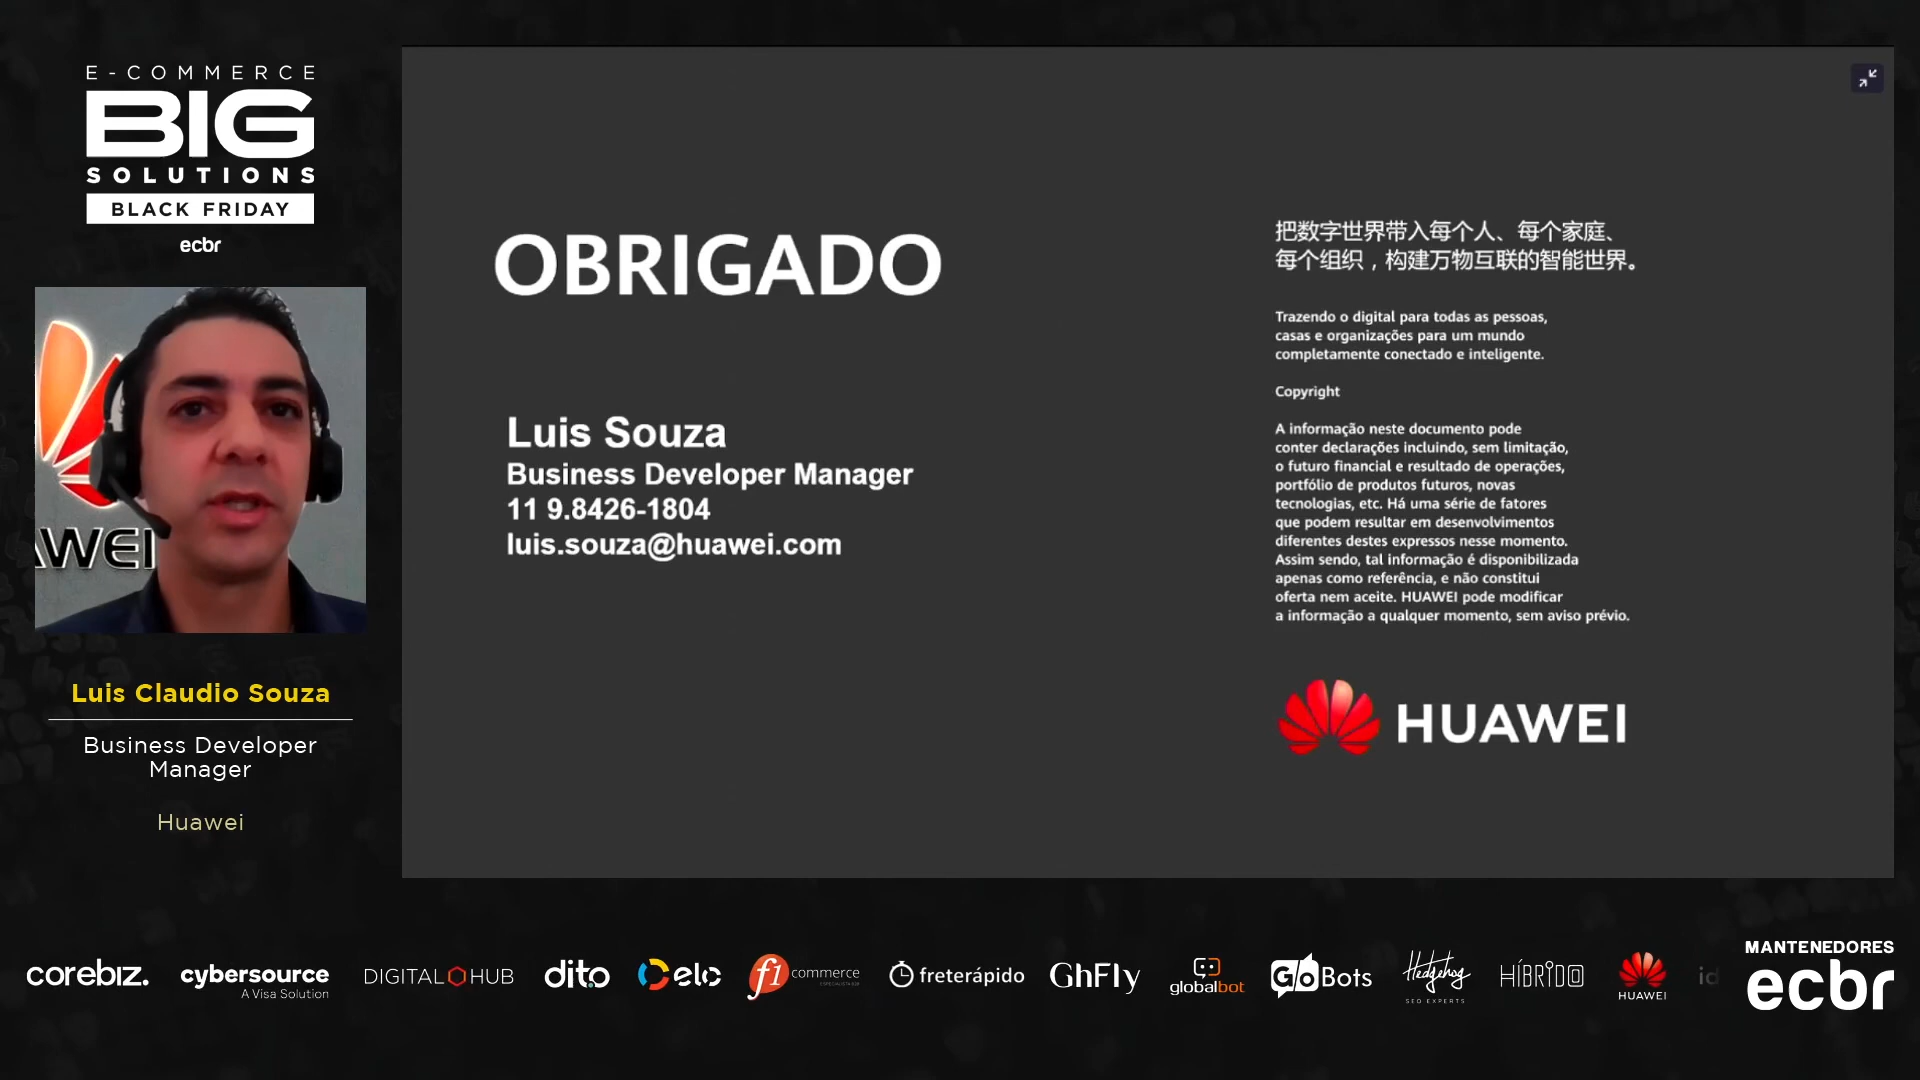 E-COMMERCE
BIG
SOLUTIONS
BLACK FRIDAY
ecbr
AWEI
Luis Claudio Souza
Business Developer
Manager
Huawei
OBRIGADO
Luis Souza
Business Developer Manager
11 9.8426-1804
luis.souza@huawei.com
把数字世界带入每个人、每个家庭、
每个组织，构建万物互联的智能世界。
Trazendo o digital para todas as pessoas,
casas e organizações para um mundo
completamente conectado e inteligente.
Copyright
A informação neste documento pode
conter declarações incluindo, sem limitação,
o futuro financial e resultado de operações,
portfólio de produtos futuros, novas
tecnologias, etc. Há uma série de fatores
que podem resultar em desenvolvimentos
diferentes destes expressos nesse momento.
Assim sendo, tal informação é disponibilizada
apenas como referência, e não constitui
oferta nem aceite. HUAWEI pode modificar
a informação a qualquer momento, sem aviso prévio.
HUAWEI
corebiz.
cybersource
A Visa Solution
DIGITAL HUB
dito
elo
f1 commerce
freterápido
GhFly
globalbot
GoBots
Hedgehog
SEO EXPERTS
HÍBRIDO
HUAWEI
id
MANTENEDORES
ecbr